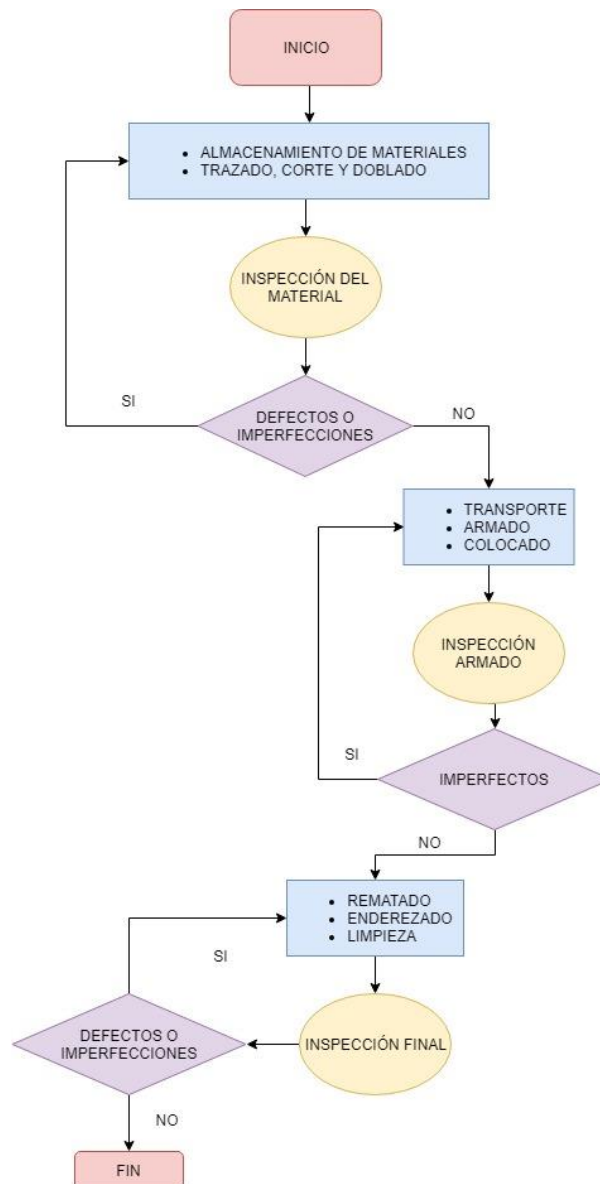 INICIO
• ALMACENAMIENTO DE MATERIALES
• TRAZADO, CORTE Y DOBLADO
INSPECCIÓN DEL
MATERIAL
SI
DEFECTOS O
IMPERFECCIONES
NO
• TRANSPORTE
• ARMADO
• COLOCADO
INSPECCIÓN
ARMADO
SI
IMPERFECTOS
NO
• REMATADO
• ENDEREZADO
• LIMPIEZA
SI
DEFECTOS O
IMPERFECCIONES
INSPECCIÓN FINAL
NO
FIN